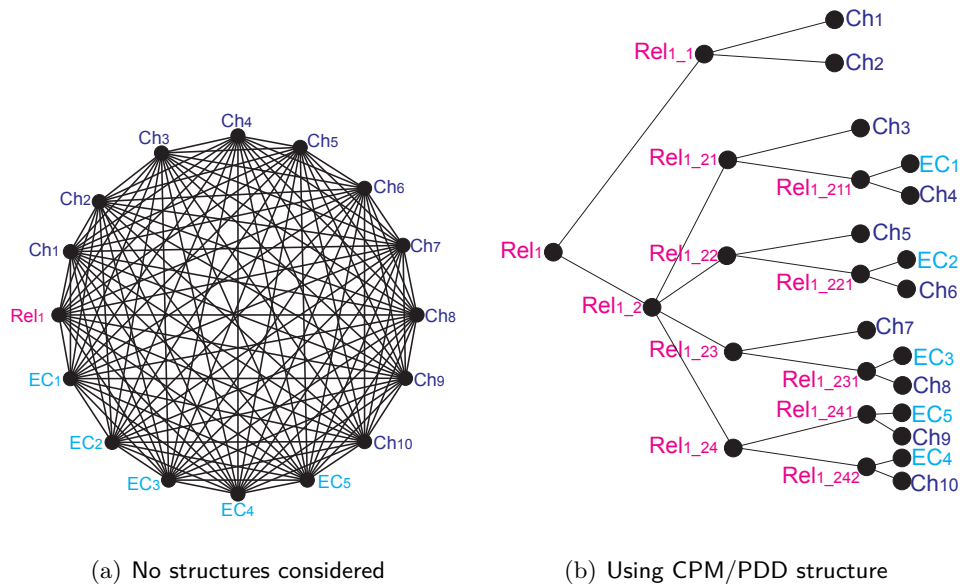 Ch4
Ch3
Ch5
Ch2
Ch6
Ch1
Ch7
Rel1
Ch8
EC1
Ch9
EC2
Ch10
EC3
EC5
EC4
(a) No structures considered
Ch1
Rel1_1
Ch2
Ch3
Rel1_21
EC1
Rel1_211
Ch4
Ch5
Rel1
Rel1_22
EC2
Rel1_221
Ch6
Rel1_2
Ch7
Rel1_23
EC3
Rel1_231
Ch8
Rel1_241
EC5
Ch9
Rel1_24
EC4
Rel1_242
Ch10
(b) Using CPM/PDD structure